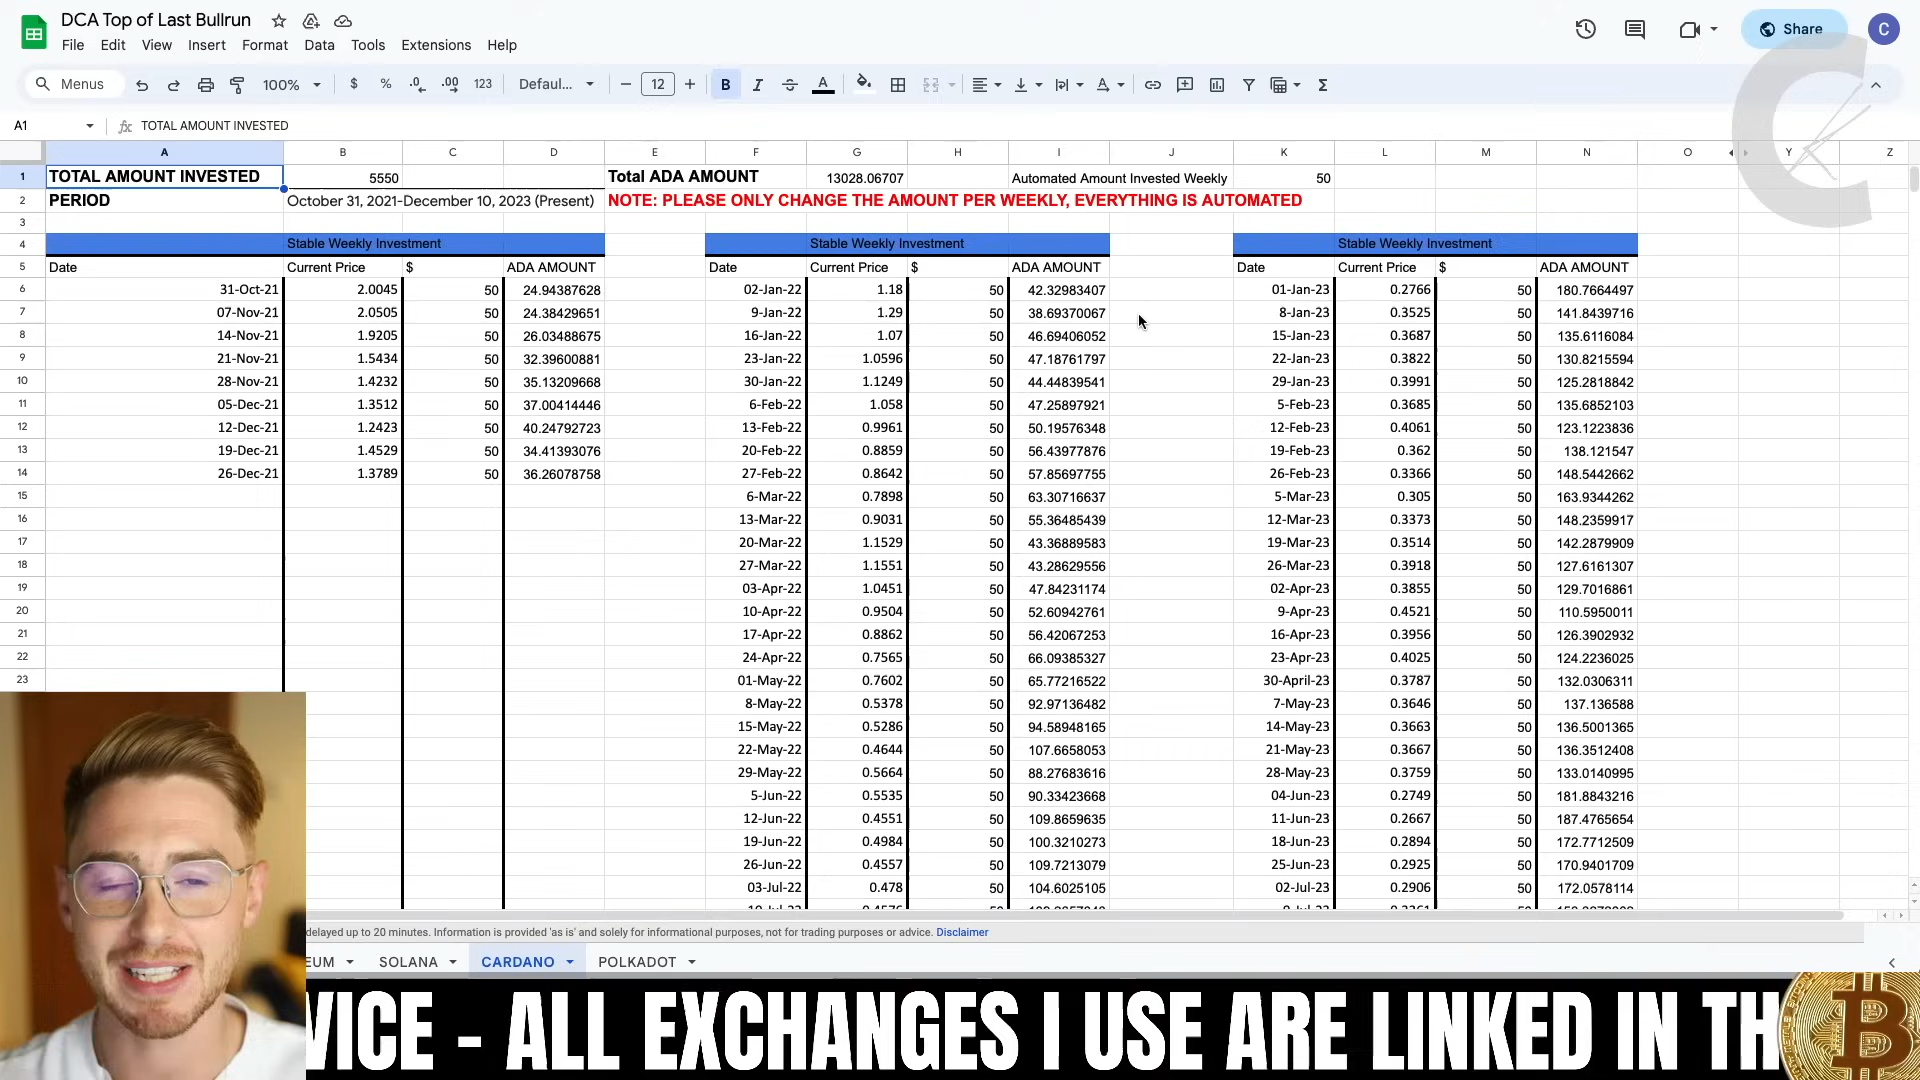 DCA Top of Last Bullrun
File Edit View Insert Format Data Tools Extensions Help
Share
C
Menus 100% $ % .0 .00 123 Defaul... 12 B I A
A1 TOTAL AMOUNT INVESTED
A B C D E F G H I J K L M N O Y Z
1 TOTAL AMOUNT INVESTED 5550 Total ADA AMOUNT 13028.06707 Automated Amount Invested Weekly 50
2 PERIOD October 31, 2021-December 10, 2023 (Present) NOTE: PLEASE ONLY CHANGE THE AMOUNT PER WEEKLY, EVERYTHING IS AUTOMATED
3
4 Stable Weekly Investment Stable Weekly Investment Stable Weekly Investment
5 Date Current Price $ ADA AMOUNT Date Current Price $ ADA AMOUNT Date Current Price $ ADA AMOUNT
6 31-Oct-21 2.0045 50 24.94387628 02-Jan-22 1.18 50 42.32983407 01-Jan-23 0.2766 50 180.7664497
7 07-Nov-21 2.0505 50 24.38429651 9-Jan-22 1.29 50 38.69370067 8-Jan-23 0.3525 50 141.8439716
8 14-Nov-21 1.9205 50 26.03488675 16-Jan-22 1.07 50 46.69406052 15-Jan-23 0.3687 50 135.6116084
9 21-Nov-21 1.5434 50 32.39600881 23-Jan-22 1.0596 50 47.18761797 22-Jan-23 0.3822 50 130.8215594
10 28-Nov-21 1.4232 50 35.13209668 30-Jan-22 1.1249 50 44.44839541 29-Jan-23 0.3991 50 125.2818842
11 05-Dec-21 1.3512 50 37.00414446 6-Feb-22 1.058 50 47.25897921 5-Feb-23 0.3685 50 135.6852103
12 12-Dec-21 1.2423 50 40.24792723 13-Feb-22 0.9961 50 50.19576348 12-Feb-23 0.4061 50 123.1223836
13 19-Dec-21 1.4529 50 34.41393076 20-Feb-22 0.8859 50 56.43977876 19-Feb-23 0.362 50 138.121547
14 26-Dec-21 1.3789 50 36.26078758 27-Feb-22 0.8642 50 57.85697755 26-Feb-23 0.3366 50 148.5442662
15 6-Mar-22 0.7898 50 63.30716637 5-Mar-23 0.305 50 163.9344262
16 13-Mar-22 0.9031 50 55.36485439 12-Mar-23 0.3373 50 148.2359917
17 20-Mar-22 1.1529 50 43.36889583 19-Mar-23 0.3514 50 142.2879909
18 27-Mar-22 1.1551 50 43.28629556 26-Mar-23 0.3918 50 127.6161307
19 03-Apr-22 1.0451 50 47.84231174 02-Apr-23 0.3855 50 129.7016861
20 10-Apr-22 0.9504 50 52.60942761 9-Apr-23 0.4521 50 110.5950011
21 17-Apr-22 0.8862 50 56.42067253 16-Apr-23 0.3956 50 126.3902932
22 24-Apr-22 0.7565 50 66.09385327 23-Apr-23 0.4025 50 124.2236025
23 01-May-22 0.7602 50 65.77216522 30-April-23 0.3787 50 132.0306311
8-May-22 0.5378 50 92.97136482 7-May-23 0.3646 50 137.136588
15-May-22 0.5286 50 94.58948165 14-May-23 0.3663 50 136.5001365
22-May-22 0.4644 50 107.6658053 21-May-23 0.3667 50 136.3512408
29-May-22 0.5664 50 88.27683616 28-May-23 0.3759 50 133.0140995
5-Jun-22 0.5535 50 90.33423668 04-Jun-23 0.2749 50 181.8843216
12-Jun-22 0.4551 50 109.8659635 11-Jun-23 0.2667 50 187.4765654
19-Jun-22 0.4984 50 100.3210273 18-Jun-23 0.2894 50 172.7712509
26-Jun-22 0.4557 50 109.7213079 25-Jun-23 0.2925 50 170.9401709
03-Jul-22 0.478 50 104.6025105 02-Jul-23 0.2906 50 172.0578114
delayed up to 20 minutes. Information is provided 'as is' and solely for informational purposes, not for trading purposes or advice. Disclaimer
EUM SOLANA CARDANO POLKADOT
VICE - ALL EXCHANGES I USE ARE LINKED IN TH